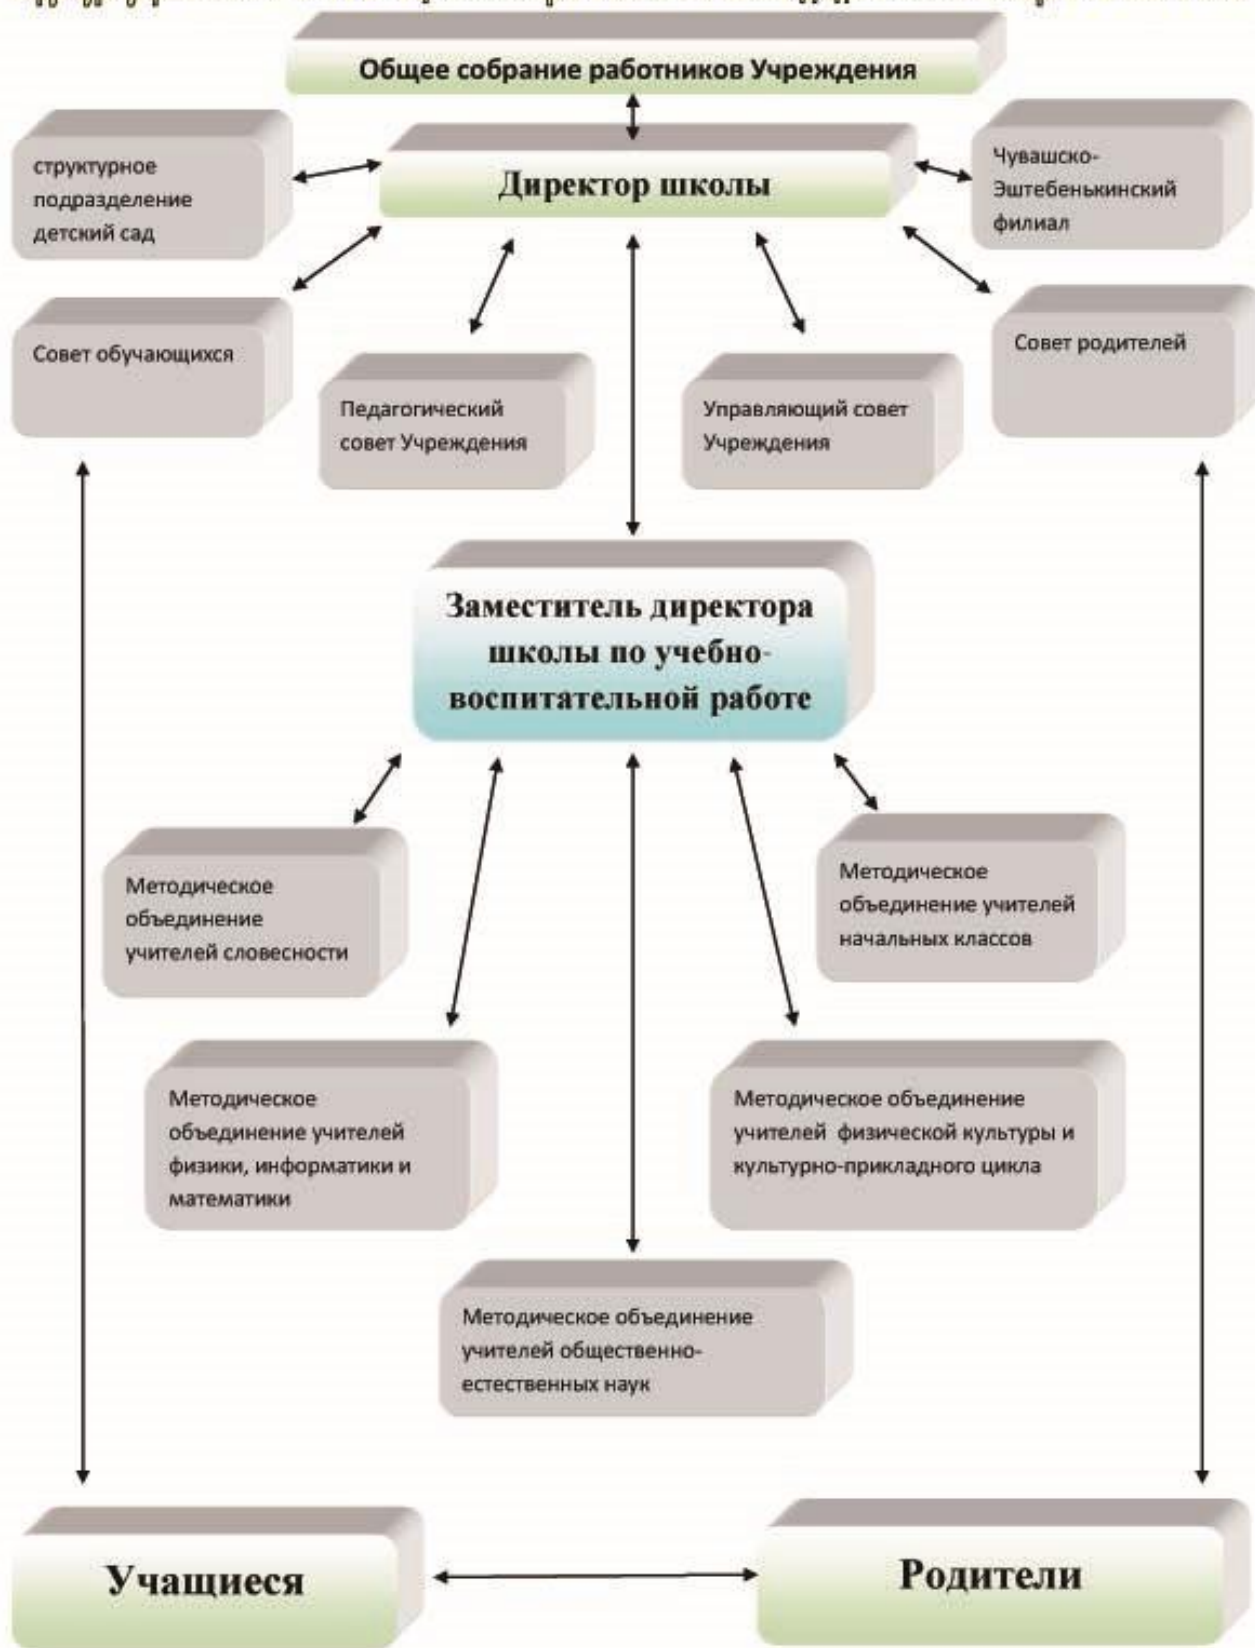 Общее собрание работников Учреждения
структурное
подразделение
детский сад
Директор школы
Чувашско-
Эштебенькинский
филиал
Совет обучающихся
Педагогический
совет Учреждения
Управляющий совет
Учреждения
Совет родителей
Заместитель директора
школы по учебно-
воспитательной работе
Методическое
объединение
учителей словесности
Методическое
объединение учителей
начальных классов
Методическое
объединение учителей
физики, информатики и
математики
Методическое объединение
учителей физической культуры и
культурно-прикладного цикла
Методическое объединение
учителей общественно-
естественных наук
Учащиеся
Родители